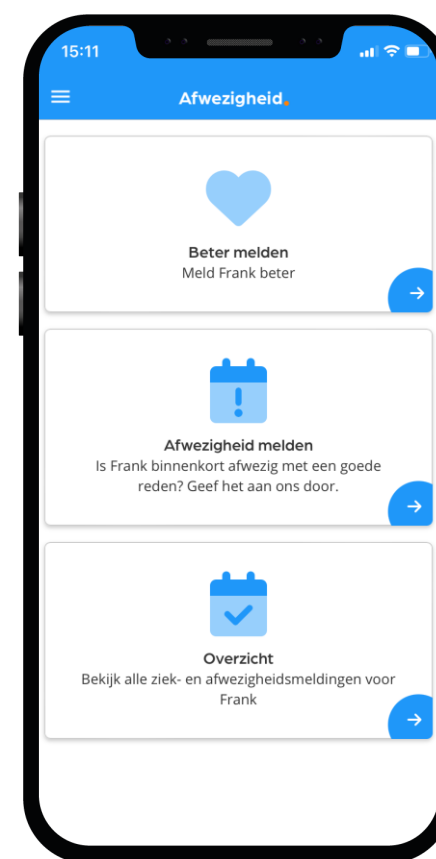 15:11
Afwezigheid.
Beter melden
Meld Frank beter
Afwezigheid melden
Is Frank binnenkort afwezig met een goede
reden? Geef het aan ons door.
Overzicht
Bekijk alle ziek- en afwezigheidsmeldingen voor
Frank